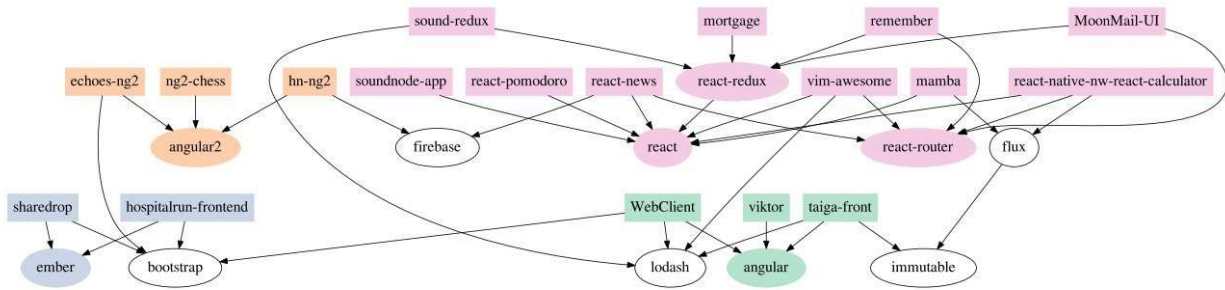 sound-redux mortgage remember MoonMail-UI
echoes-ng2 ng2-chess hn-ng2 soundnode-app react-pomodoro react-news react-redux vim-awesome mamba react-native-nw-react-calculator
angular2 firebase react react-router flux
sharedrop hospitalrun-frontend WebClient viktor taiga-front
ember bootstrap lodash angular immutable